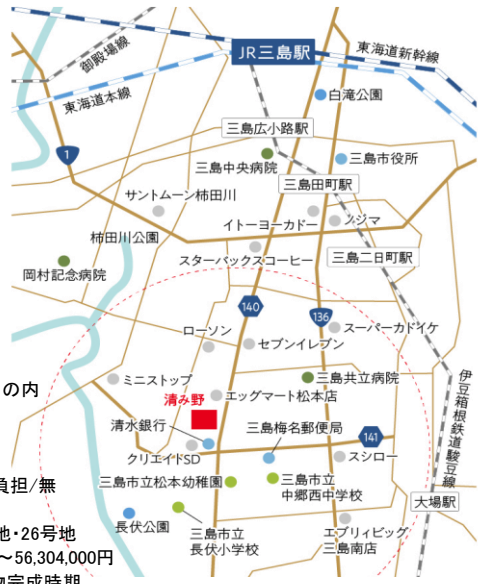 JR三島駅
東海道新幹線
御殿場線
東海道本線
白滝公園
三島広小路駅
1
三島中央病院
三島市役所
三島田町駅
サントムーン柿田川
イトーヨーカドー
ノジマ
柿田川公園
スターバックスコーヒー
三島二日町駅
岡村記念病院
140
136
スーパーカドイケ
ローソン
セブンイレブン
伊豆箱根鉄道駿豆線
ミニストップ
三島共立病院
の内
清み野
エッグマート松本店
清水銀行
三島梅名郵便局
141
クリエイドSD
スシロー
負担/無
三島市立松本幼稚園
三島市立
中郷西中学校
大場駅
地・26号地
長伏公園
三島市立
長伏小学校
エブリィビッグ
三島南店
～56,304,000円
物完成時期